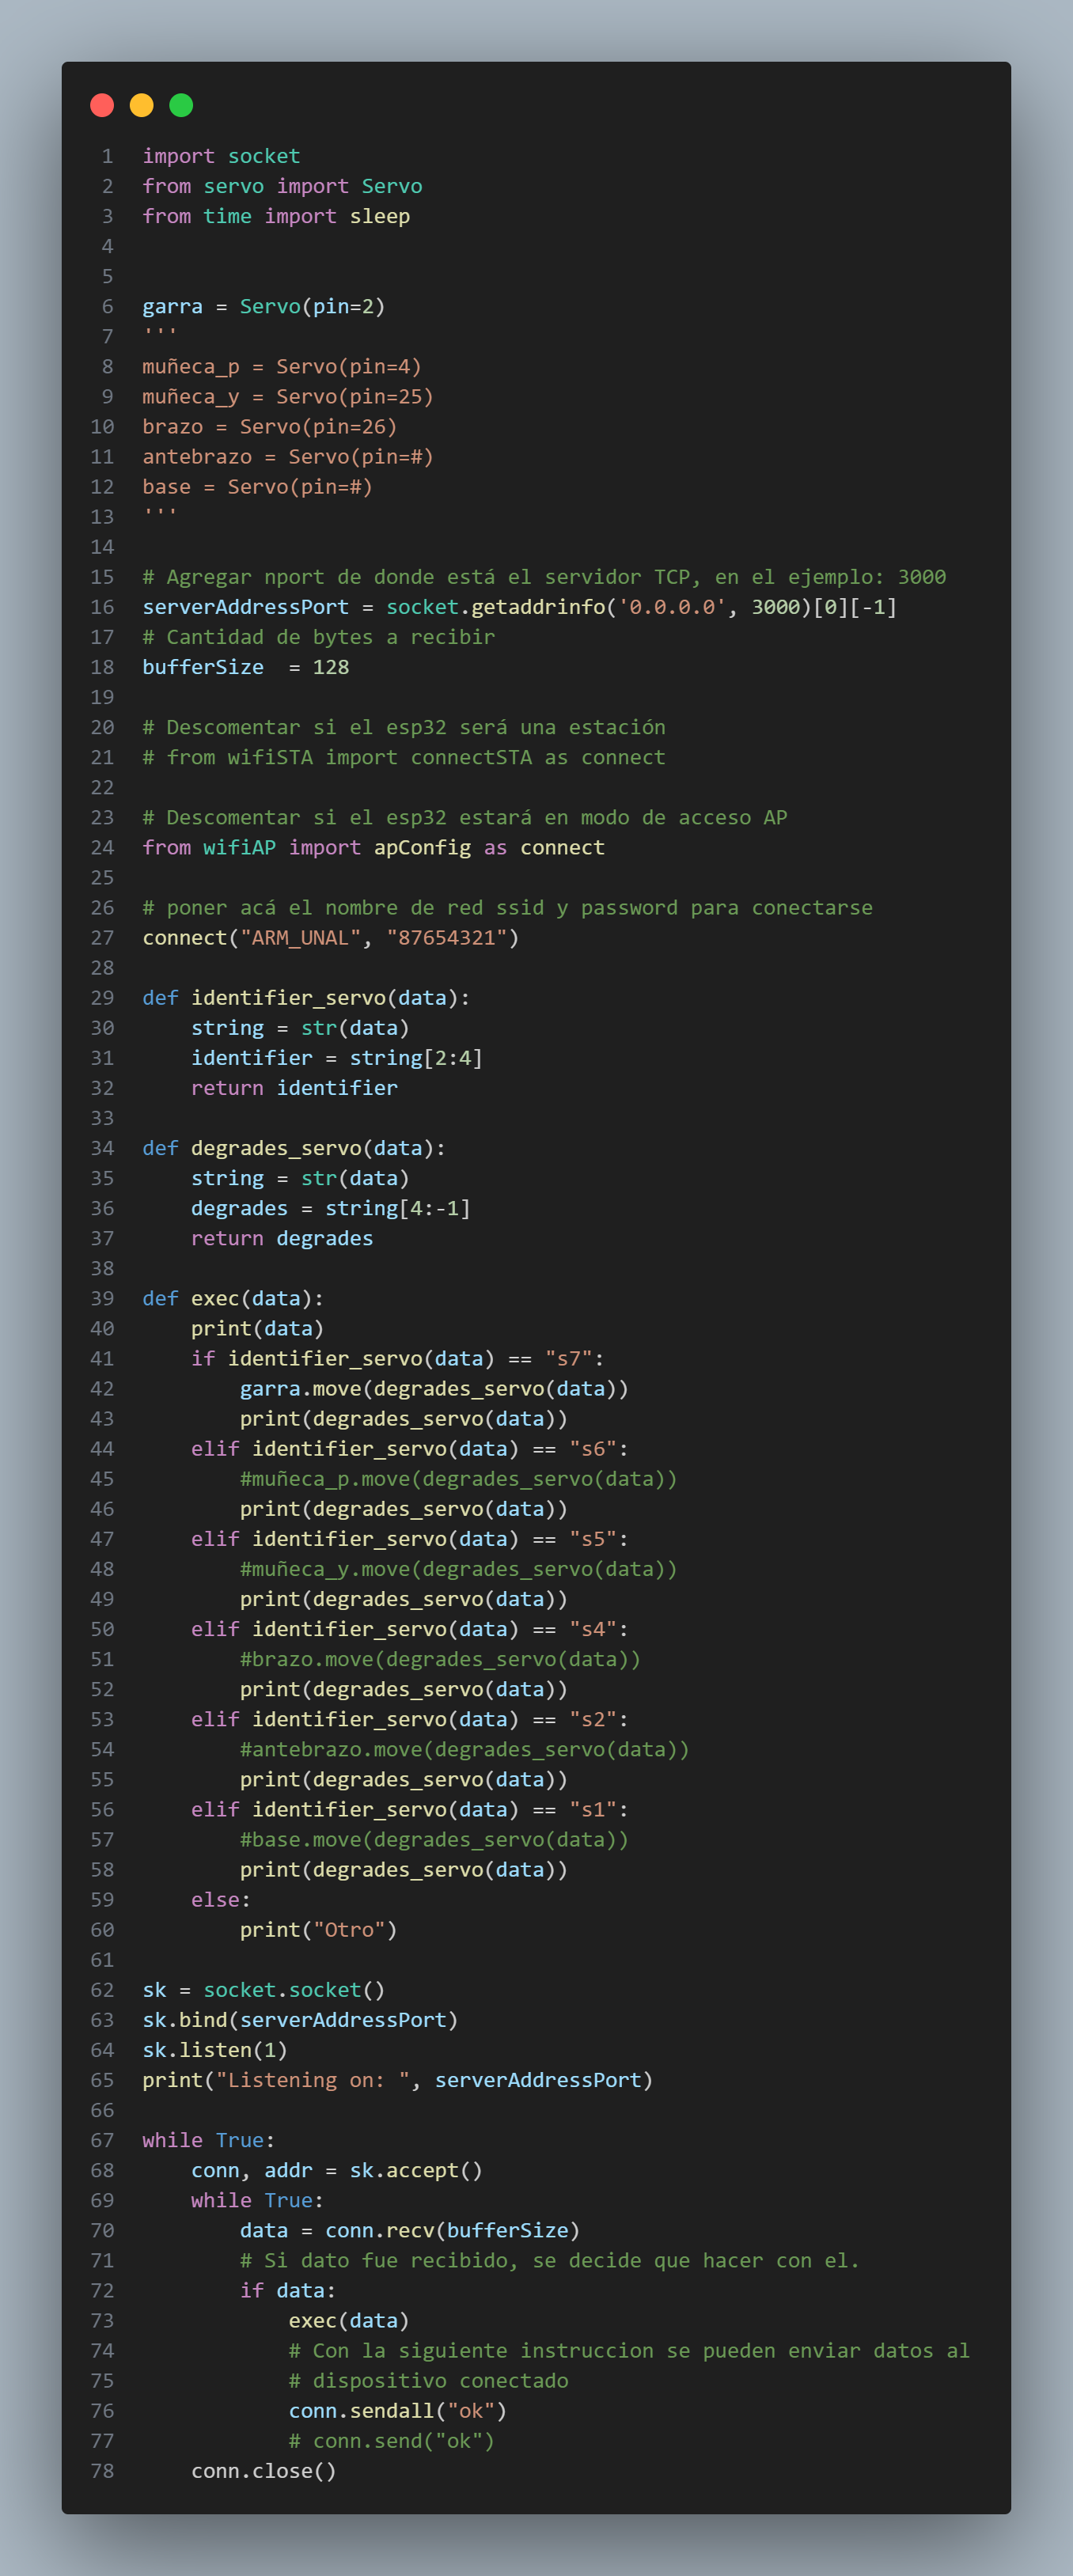 1 import socket
2 from servo import Servo
3 from time import sleep
4
5
6 garra = Servo(pin=2)
7 '''
8 muñeca_p = Servo(pin=4)
9 muñeca_y = Servo(pin=25)
10 brazo = Servo(pin=26)
11 antebrazo = Servo(pin=#)
12 base = Servo(pin=#)
13 '''
14
15 # Agregar nport de donde está el servidor TCP, en el ejemplo: 3000
16 serverAddressPort = socket.getaddrinfo('0.0.0.0', 3000)[0][-1]
17 # Cantidad de bytes a recibir
18 bufferSize  = 128
19
20 # Descomentar si el esp32 será una estación
21 # from wifiSTA import connectSTA as connect
22
23 # Descomentar si el esp32 estará en modo de acceso AP
24 from wifiAP import apConfig as connect
25
26 # poner acá el nombre de red ssid y password para conectarse
27 connect("ARM_UNAL", "87654321")
28
29 def identifier_servo(data):
30     string = str(data)
31     identifier = string[2:4]
32     return identifier
33
34 def degrades_servo(data):
35     string = str(data)
36     degrades = string[4:-1]
37     return degrades
38
39 def exec(data):
40     print(data)
41     if identifier_servo(data) == "s7":
42         garra.move(degrades_servo(data))
43         print(degrades_servo(data))
44     elif identifier_servo(data) == "s6":
45         #muñeca_p.move(degrades_servo(data))
46         print(degrades_servo(data))
47     elif identifier_servo(data) == "s5":
48         #muñeca_y.move(degrades_servo(data))
49         print(degrades_servo(data))
50     elif identifier_servo(data) == "s4":
51         #brazo.move(degrades_servo(data))
52         print(degrades_servo(data))
53     elif identifier_servo(data) == "s2":
54         #antebrazo.move(degrades_servo(data))
55         print(degrades_servo(data))
56     elif identifier_servo(data) == "s1":
57         #base.move(degrades_servo(data))
58         print(degrades_servo(data))
59     else:
60         print("Otro")
61
62 sk = socket.socket()
63 sk.bind(serverAddressPort)
64 sk.listen(1)
65 print("Listening on: ", serverAddressPort)
66
67 while True:
68     conn, addr = sk.accept()
69     while True:
70         data = conn.recv(bufferSize)
71         # Si dato fue recibido, se decide que hacer con el.
72         if data:
73             exec(data)
74             # Con la siguiente instruccion se pueden enviar datos al
75             # dispositivo conectado
76             conn.sendall("ok")
77             # conn.send("ok")
78     conn.close()